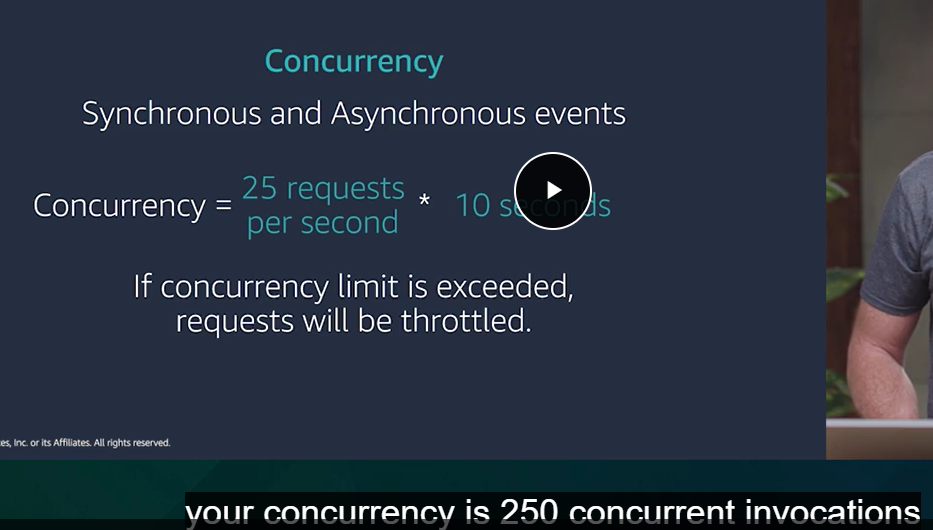 Concurrency
Synchronous and Asynchronous events
Concurrency = 25 requests per second * 10 seconds
If concurrency limit is exceeded,
requests will be throttled.
es, Inc. or its Affiliates. All rights reserved.
your concurrency is 250 concurrent invocations